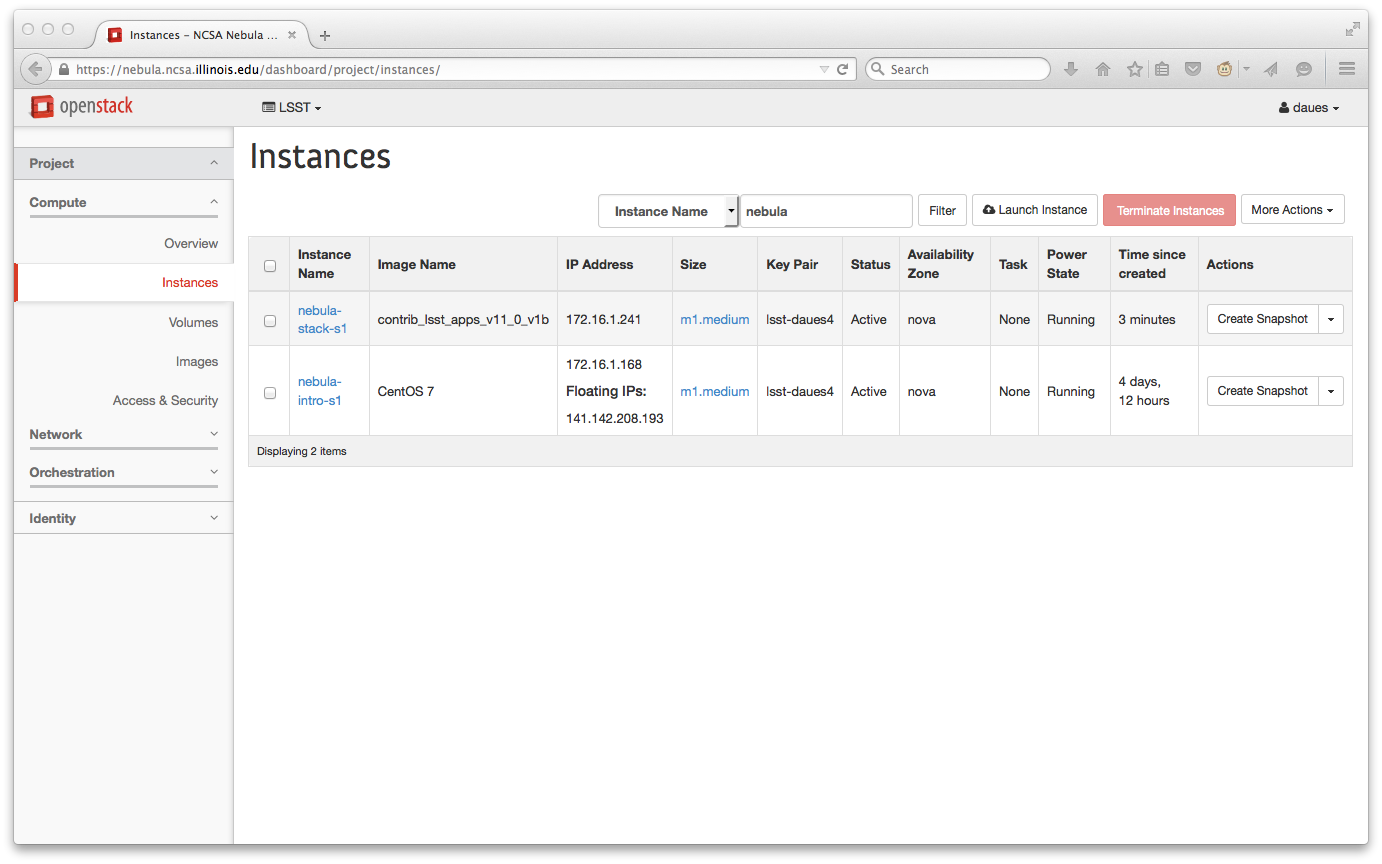 Instances – NCSA Nebula ...
https://nebula.ncsa.illinois.edu/dashboard/project/instances/
Search
openstack
LSST
daues
Project
Compute
Overview
Instances
Volumes
Images
Access & Security
Network
Orchestration
Identity
Instances
Instance Name
nebula
Filter
Launch Instance
Terminate Instances
More Actions
Instance Name
Image Name
IP Address
Size
Key Pair
Status
Availability Zone
Task
Power State
Time since created
Actions
nebula-
stack-s1
contrib_lsst_apps_v11_0_v1b
172.16.1.241
m1.medium
lsst-daues4
Active
nova
None
Running
3 minutes
Create Snapshot
nebula-
intro-s1
CentOS 7
172.16.1.168
Floating IPs:
141.142.208.193
m1.medium
lsst-daues4
Active
nova
None
Running
4 days,
12 hours
Create Snapshot
Displaying 2 items